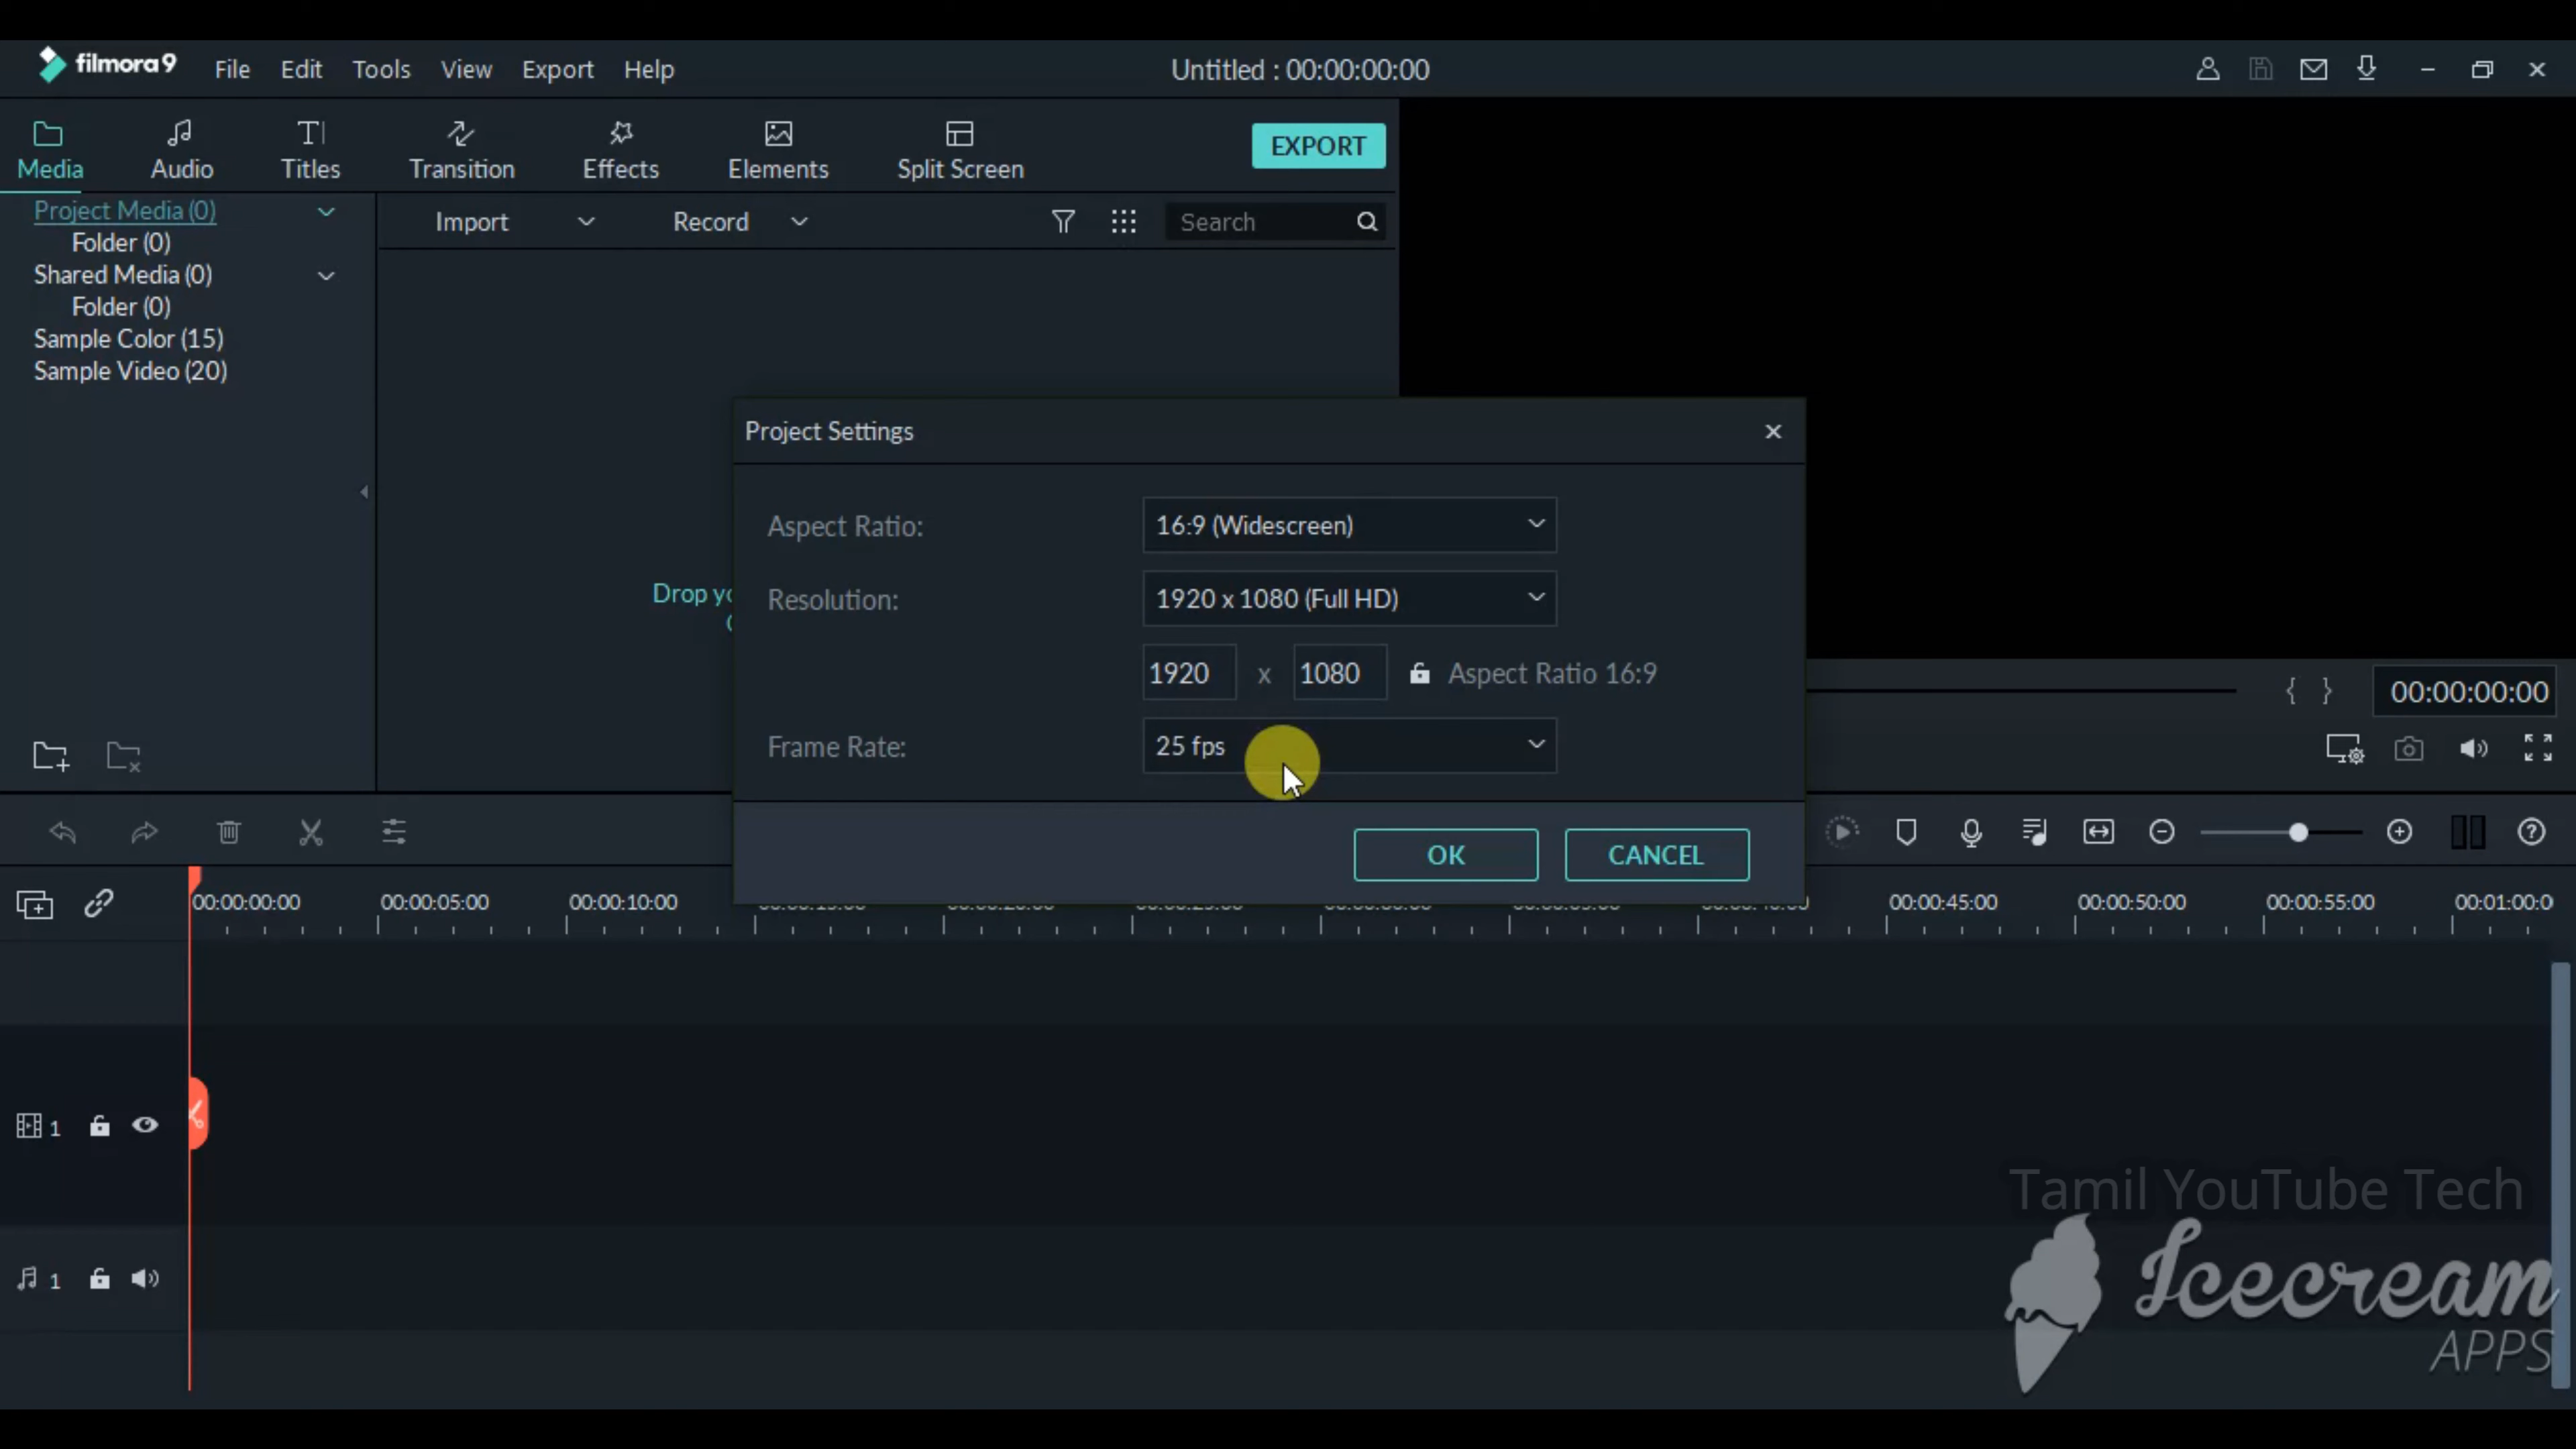 filmora9 File Edit Tools View Export Help Untitled : 00:00:00:00
Media Audio Titles Transition Effects Elements Split Screen EXPORT
Project Media (0) Import Record Search
Folder (0)
Shared Media (0)
Folder (0)
Sample Color (15)
Sample Video (20)
Project Settings
Aspect Ratio: 16:9 (Widescreen)
Drop
Resolution: 1920 x 1080 (Full HD)
1920 x 1080 Aspect Ratio 16:9
00:00:00:00
Frame Rate: 25 fps
OK CANCEL
00:00:00:00 00:00:05:00 00:00:10:00 00:00:45:00 00:00:50:00 00:00:55:00 00:01:00:0
1
Tamil YouTube Tech
Icecream
1
APPS